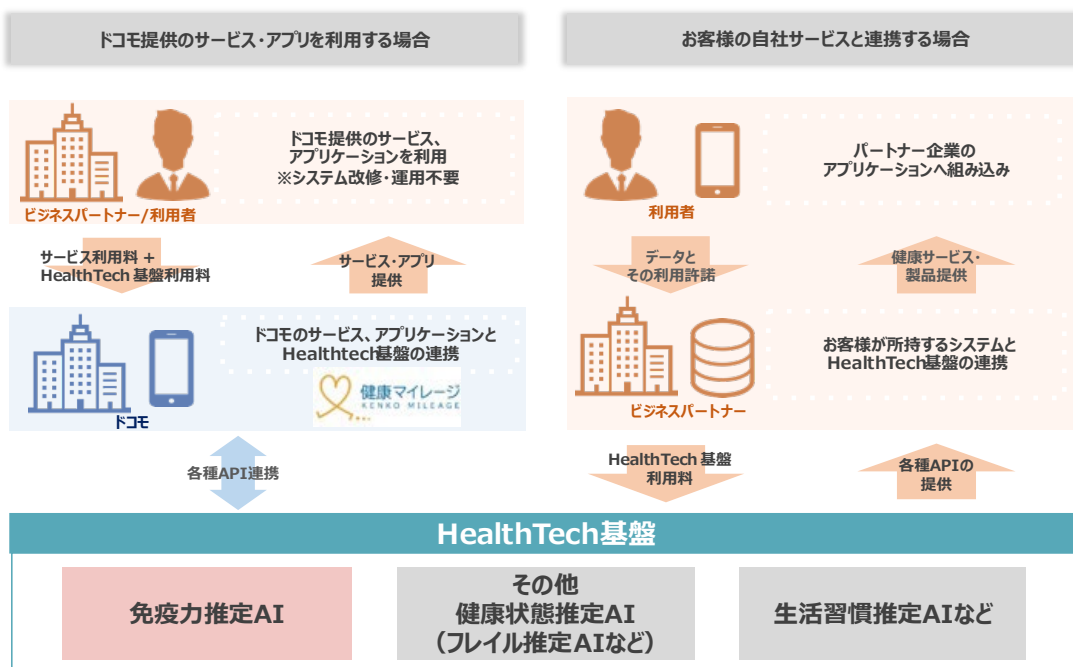 ドコモ提供のサービス・アプリを利用する場合
お客様の自社サービスと連携する場合
ドコモ提供のサービス、
アプリケーションを利用
※システム改修・運用不要
ビジネスパートナー/利用者
サービス利用料 +
HealthTech 基盤利用料
サービス・アプリ
提供
ドコモのサービス、アプリケーションと
Healthtech基盤の連携
健康マイレージ
KENKO MILEAGE
ドコモ
各種API連携
パートナー企業の
アプリケーションへ組み込み
利用者
データと
その利用許諾
健康サービス・
製品提供
お客様が所持するシステムと
HealthTech基盤の連携
ビジネスパートナー
HealthTech 基盤
利用料
各種APIの
提供
HealthTech基盤
免疫力推定AI
その他
健康状態推定AI
（フレイル推定AIなど）
生活習慣推定AIなど